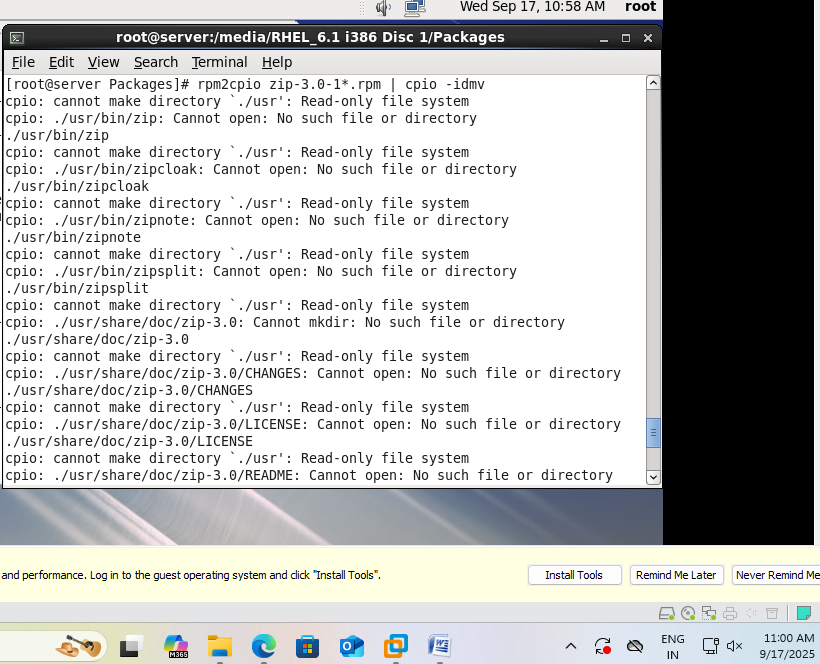 Wed Sep 17, 10:58 AM root
root@server:/media/RHEL_6.1 i386 Disc 1/Packages
File Edit View Search Terminal Help
[root@server Packages]# rpm2cpio zip-3.0-1*.rpm | cpio -idmv
cpio: cannot make directory `./usr': Read-only file system
cpio: ./usr/bin/zip: Cannot open: No such file or directory
./usr/bin/zip
cpio: cannot make directory `./usr': Read-only file system
cpio: ./usr/bin/zipcloak: Cannot open: No such file or directory
./usr/bin/zipcloak
cpio: cannot make directory `./usr': Read-only file system
cpio: ./usr/bin/zipnote: Cannot open: No such file or directory
./usr/bin/zipnote
cpio: cannot make directory `./usr': Read-only file system
cpio: ./usr/bin/zipsplit: Cannot open: No such file or directory
./usr/bin/zipsplit
cpio: cannot make directory `./usr': Read-only file system
cpio: ./usr/share/doc/zip-3.0: Cannot mkdir: No such file or directory
./usr/share/doc/zip-3.0
cpio: cannot make directory `./usr': Read-only file system
cpio: ./usr/share/doc/zip-3.0/CHANGES: Cannot open: No such file or directory
./usr/share/doc/zip-3.0/CHANGES
cpio: cannot make directory `./usr': Read-only file system
cpio: ./usr/share/doc/zip-3.0/LICENSE: Cannot open: No such file or directory
./usr/share/doc/zip-3.0/LICENSE
cpio: cannot make directory `./usr': Read-only file system
cpio: ./usr/share/doc/zip-3.0/README: Cannot open: No such file or directory
and performance. Log in to the guest operating system and click "Install Tools".
Install Tools Remind Me Later Never Remind Me
M365
ENG
IN
11:00 AM
9/17/2025